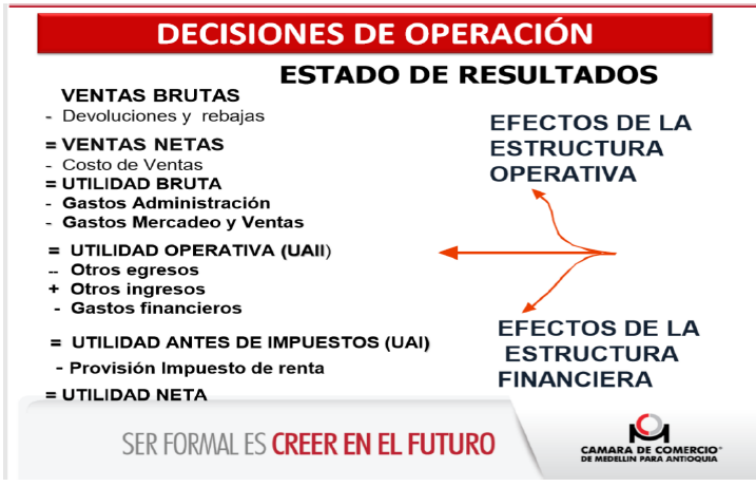 DECISIONES DE OPERACIÓN
ESTADO DE RESULTADOS
VENTAS BRUTAS
- Devoluciones y rebajas
= VENTAS NETAS
- Costo de Ventas
= UTILIDAD BRUTA
- Gastos Administración
- Gastos Mercadeo y Ventas
= UTILIDAD OPERATIVA (UAII)
-- Otros egresos
+ Otros ingresos
- Gastos financieros
= UTILIDAD ANTES DE IMPUESTOS (UAI)
- Provisión Impuesto de renta
= UTILIDAD NETA
EFECTOS DE LA
ESTRUCTURA
OPERATIVA
EFECTOS DE LA
ESTRUCTURA
FINANCIERA
SER FORMAL ES CREER EN EL FUTURO
CAMARA DE COMERCIO
DE MEDELLIN PARA ANTIOQUIA